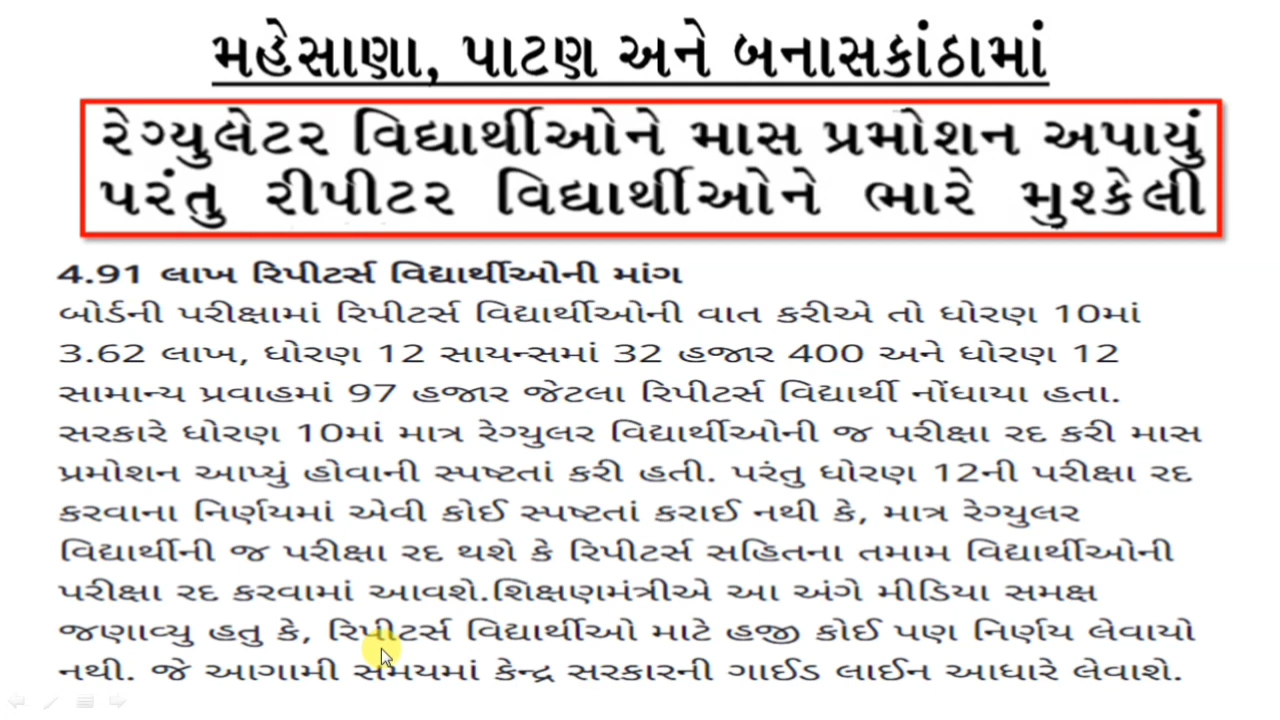 મહેસાણા, પાટણ અને બનાસકાંઠામાં
રેગ્યુલેટર વિદ્યાર્થીઓને માસ પ્રમોશન અપાયું
પરંતુ રીપીટર વિદ્યાર્થીઓને ભારે મુશ્કેલી
4.91 લાખ રિપીટર્સ વિદ્યાર્થીઓની માંગ
બોર્ડની પરીક્ષામાં રિપીટર્સ વિદ્યાર્થીઓની વાત કરીએ તો ધોરણ 10માં
3.62 લાખ, ધોરણ 12 સાયન્સમાં 32 હજાર 400 અને ધોરણ 12
સામાન્ય પ્રવાહમાં 97 હજાર જેટલા રિપીટર્સ વિદ્યાર્થી નોંધાયા હતા.
સરકારે ધોરણ 10માં માત્ર રેગ્યુલર વિદ્યાર્થીઓની જ પરીક્ષા રદ કરી માસ
પ્રમોશન આપ્યું હોવાની સ્પષ્ટતાં કરી હતી. પરંતુ ધોરણ 12ની પરીક્ષા રદ
કરવાના નિર્ણયમાં એવી કોઈ સ્પષ્ટતાં કરાઈ નથી કે, માત્ર રેગ્યુલર
વિદ્યાર્થીની જ પરીક્ષા રદ થશે કે રિપીટર્સ સહિતના તમામ વિદ્યાર્થીઓની
પરીક્ષા રદ કરવામાં આવશે.શિક્ષણમંત્રીએ આ અંગે મીડિયા સમક્ષ
જણાવ્યુ હતુ કે, રિપીટર્સ વિદ્યાર્થીઓ માટે હજી કોઈ પણ નિર્ણય લેવાયો
નથી. જે આગામી સમયમાં કેન્દ્ર સરકારની ગાઈડ લાઈન આધારે લેવાશે.